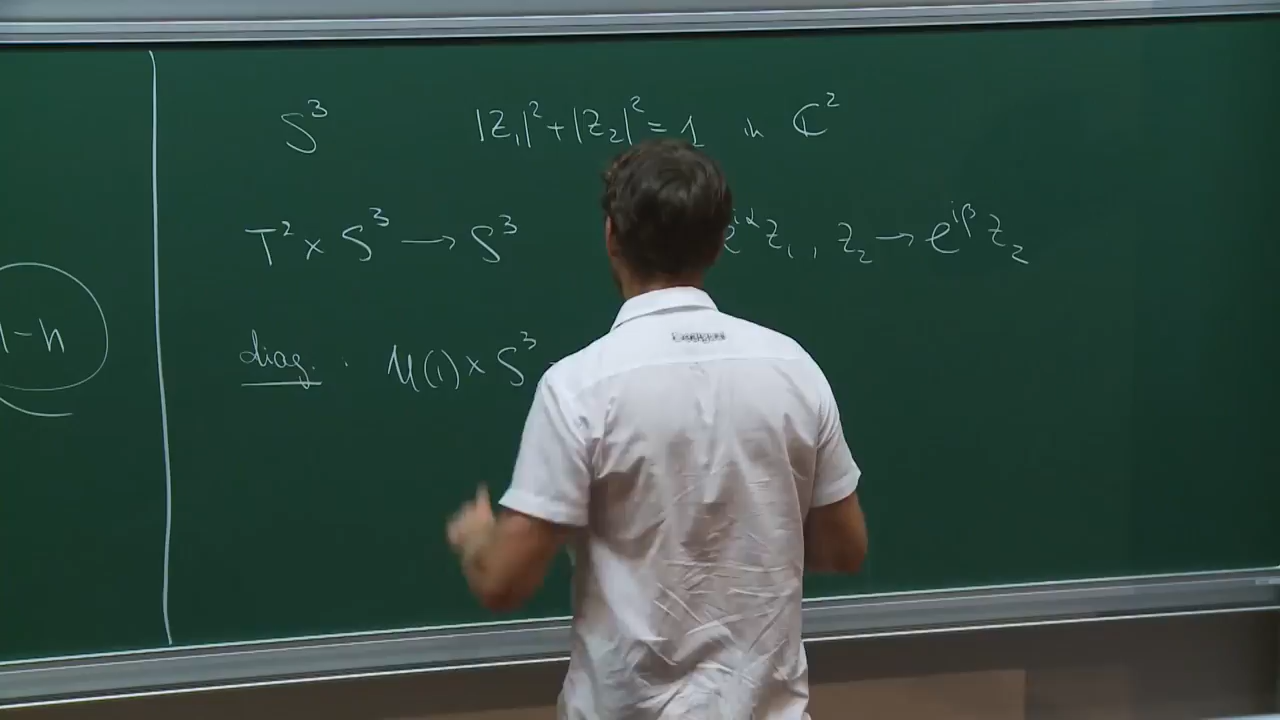 S³ |z₁|² + |z₂|² = 1 in ℂ²
T² × S³ → S³ e^{iα} z₁, z₂ → e^{iβ} z₂
diag. : U(1) × S³
1-h